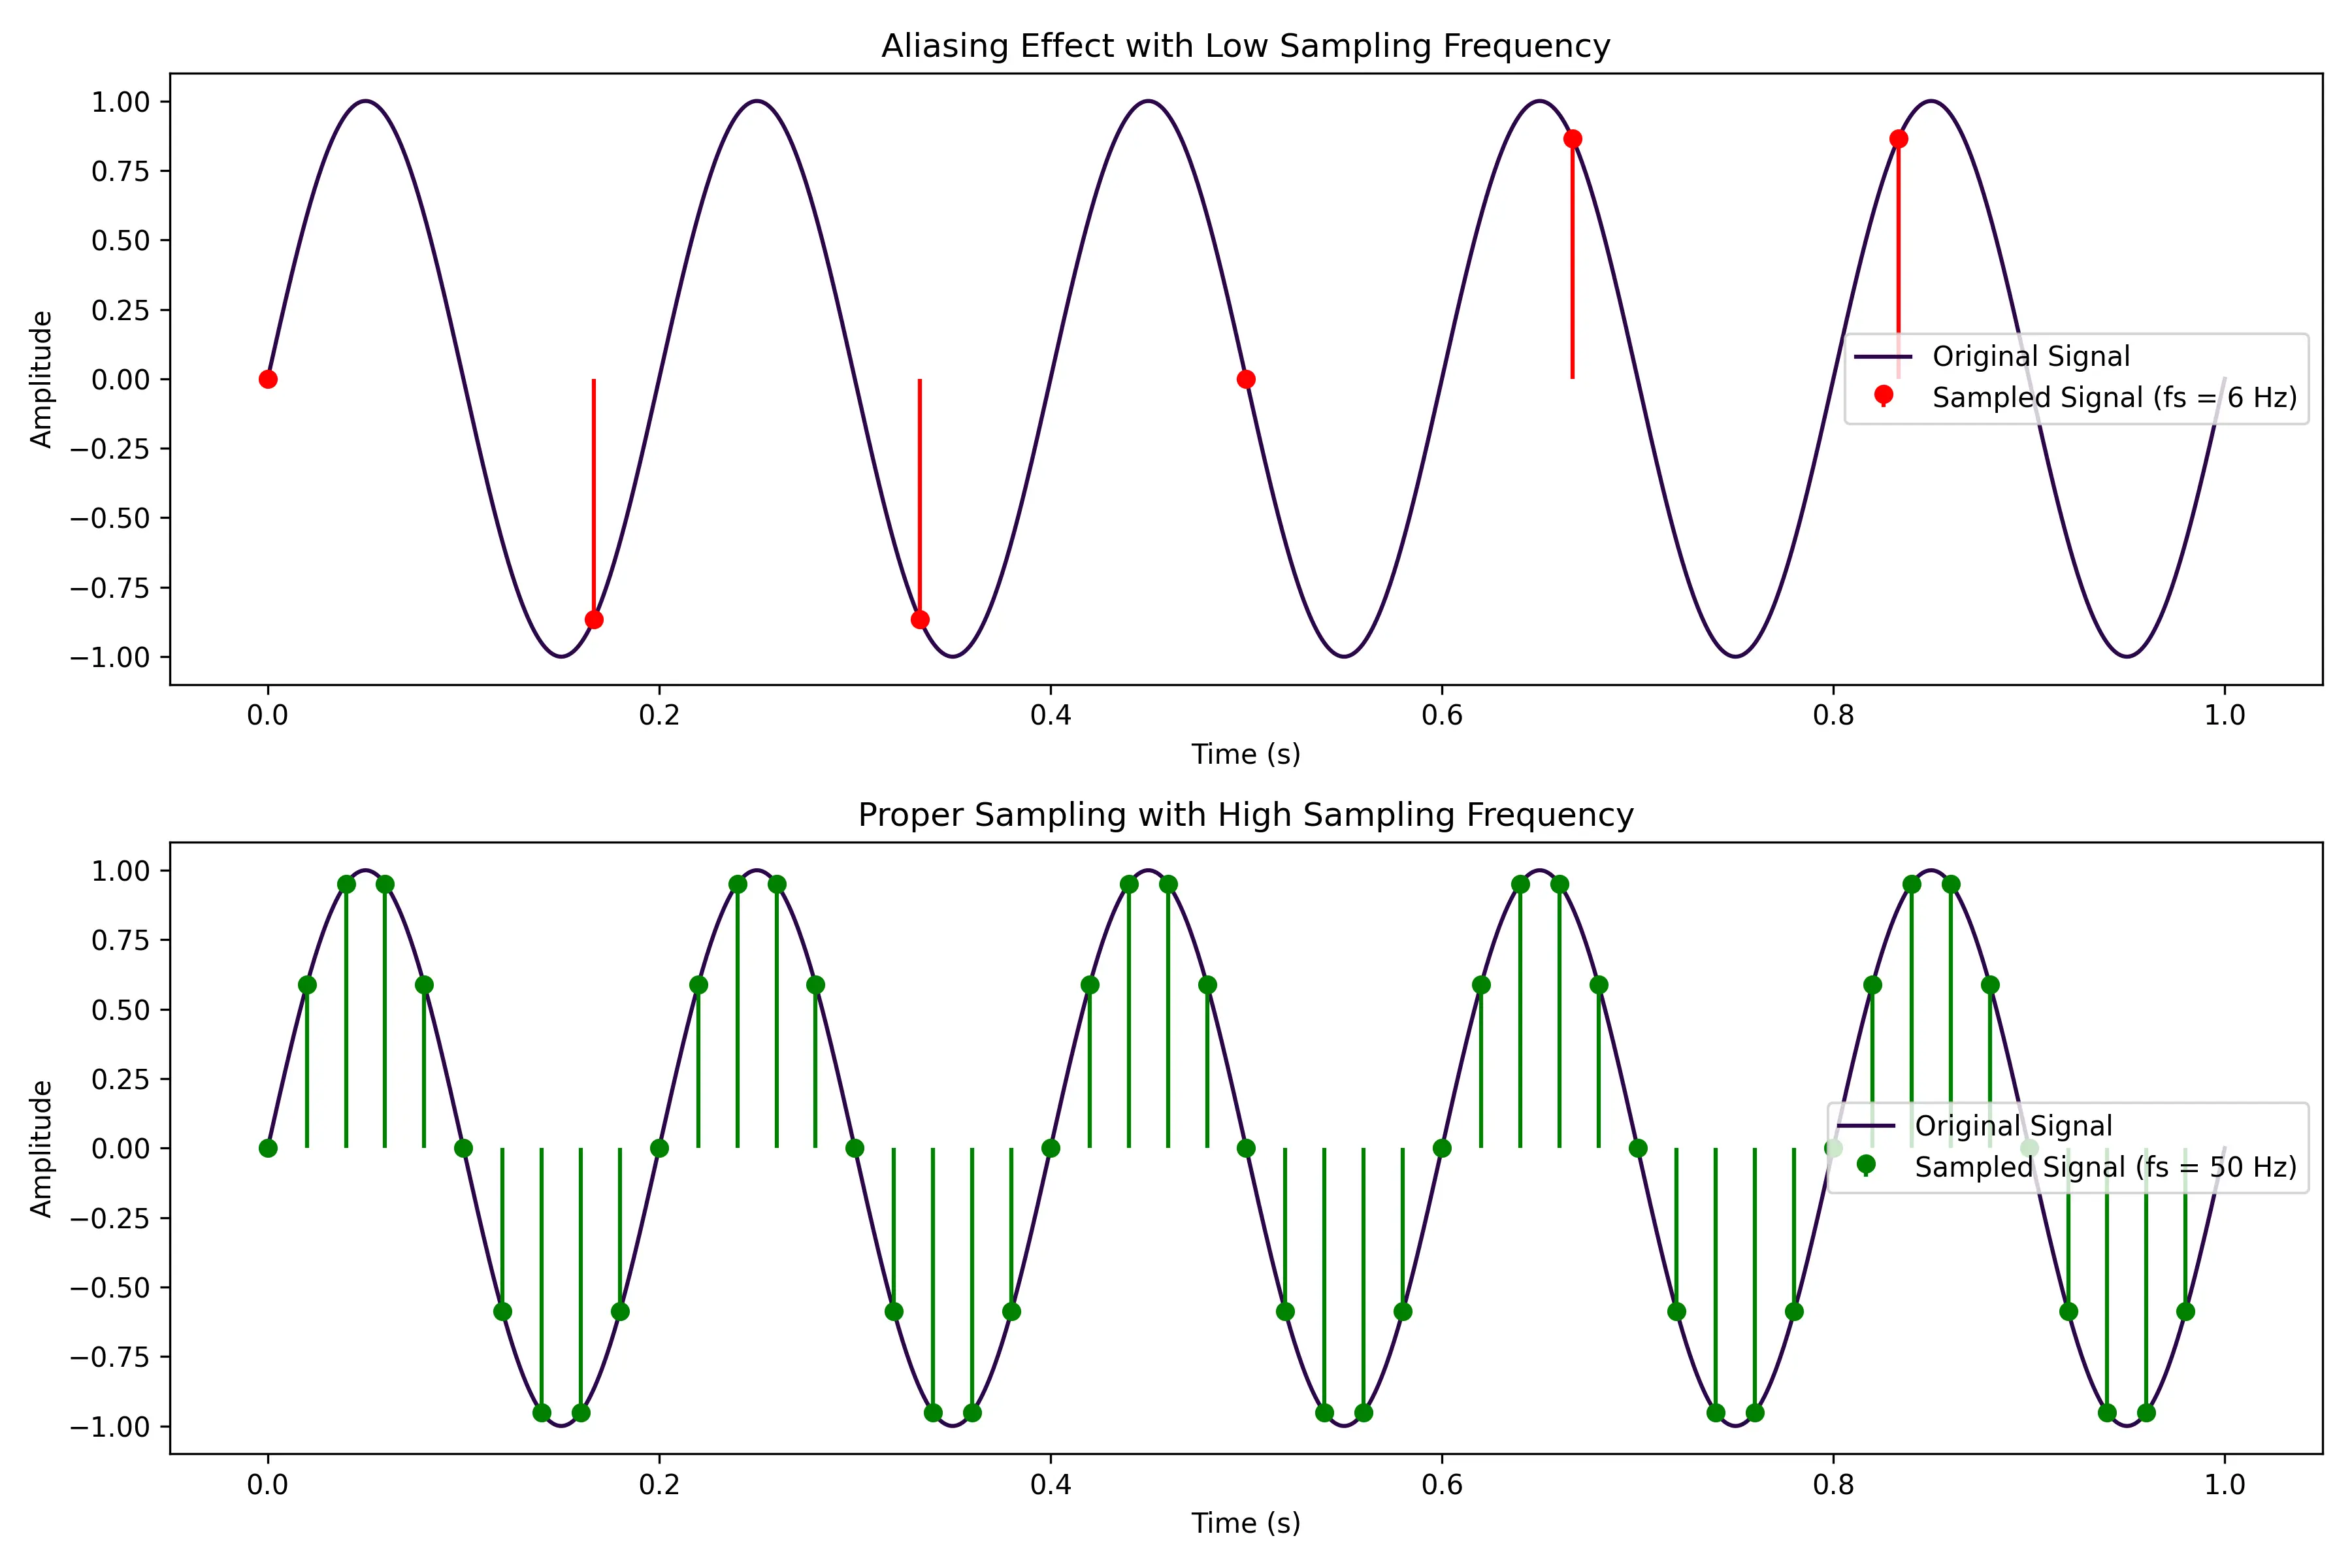 Aliasing Effect with Low Sampling Frequency
1.00
0.75
0.50
0.25
0.00
−0.25
−0.50
−0.75
−1.00
Amplitude
Original Signal
Sampled Signal (fs = 6 Hz)
0.0 0.2 0.4 0.6 0.8 1.0
Time (s)
Proper Sampling with High Sampling Frequency
1.00
0.75
0.50
0.25
0.00
−0.25
−0.50
−0.75
−1.00
Amplitude
Original Signal
Sampled Signal (fs = 50 Hz)
0.0 0.2 0.4 0.6 0.8 1.0
Time (s)